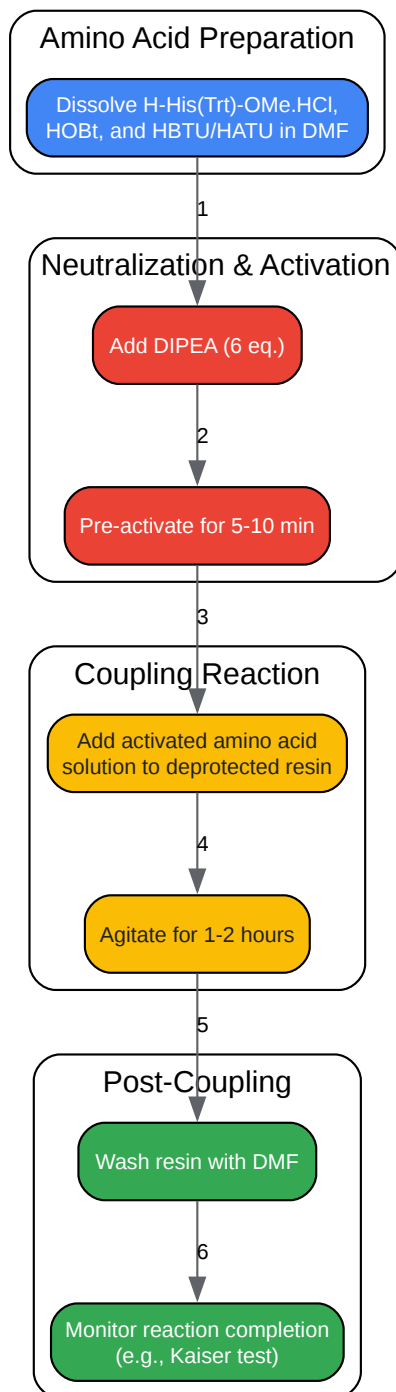 Amino Acid Preparation
Dissolve H-His(Trt)-OMe.HCl,
HOBt, and HBTU/HATU in DMF
1
Neutralization & Activation
Add DIPEA (6 eq.)
2
Pre-activate for 5-10 min
3
Coupling Reaction
Add activated amino acid
solution to deprotected resin
4
Agitate for 1-2 hours
5
Post-Coupling
Wash resin with DMF
6
Monitor reaction completion
(e.g., Kaiser test)